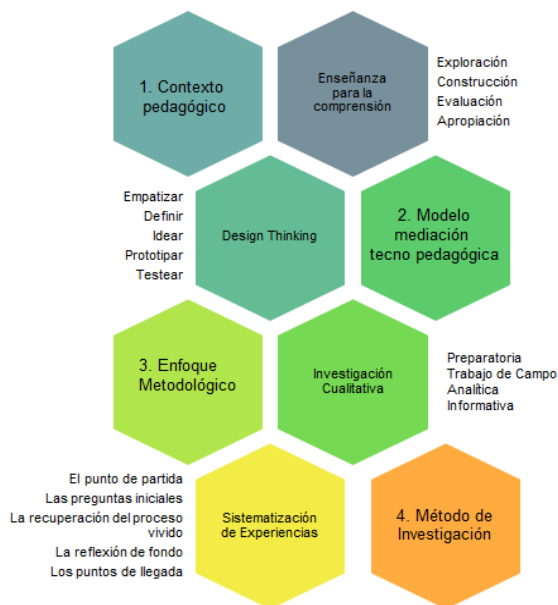 1. Contexto
pedagógico
Enseñanza
para la
comprensión
Exploración
Construcción
Evaluación
Apropiación
Empatizar
Definir
Idear
Prototipar
Testear
Design Thinking
2. Modelo
mediación
tecno pedagógica
3. Enfoque
Metodológico
Investigación
Cualitativa
Preparatoria
Trabajo de Campo
Analítica
Informativa
El punto de partida
Las preguntas iniciales
La recuperación del proceso
vivido
La reflexión de fondo
Los puntos de llegada
Sistematización
de Experiencias
4. Método de
Investigación